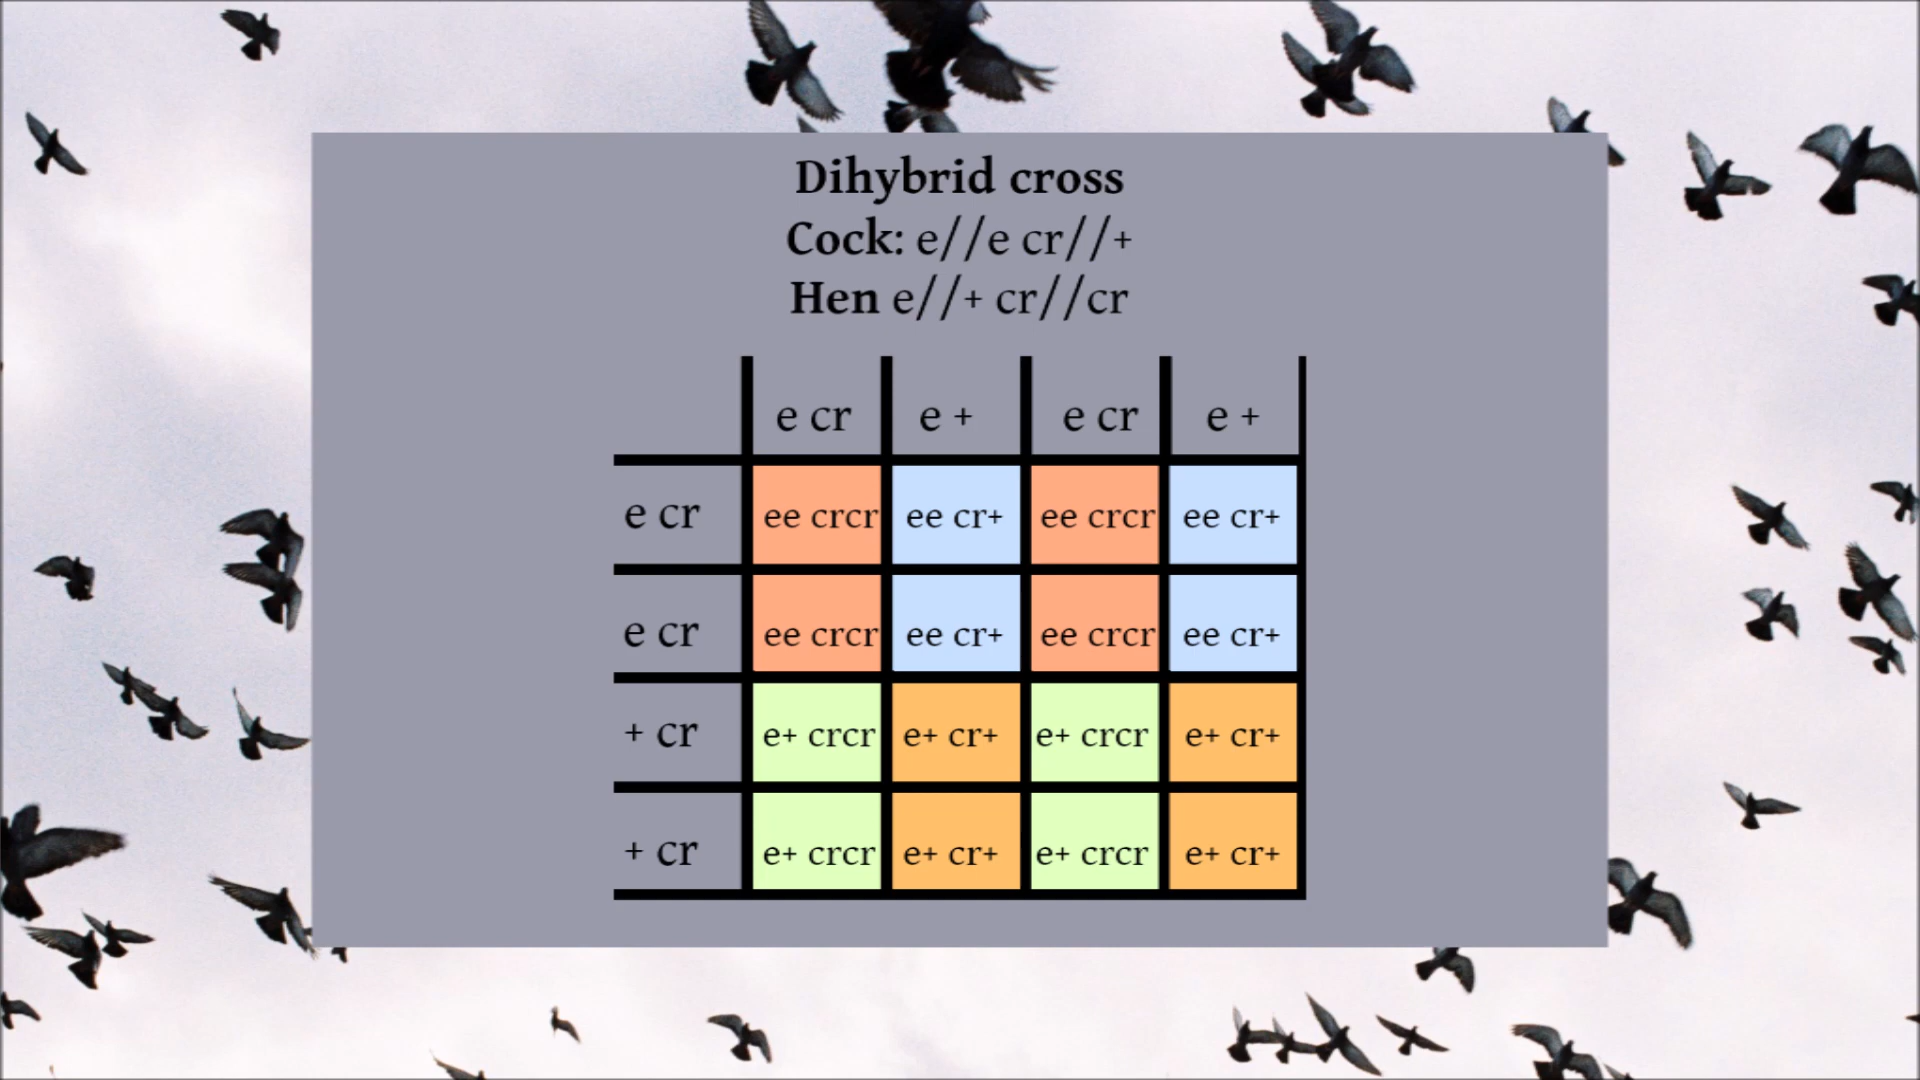 Dihybrid cross
Cock: e//e cr//+
Hen e//+ cr//cr
e cr e + e cr e +
e cr ee crcr ee cr+ ee crcr ee cr+
e cr ee crcr ee cr+ ee crcr ee cr+
+ cr e+ crcr e+ cr+ e+ crcr e+ cr+
+ cr e+ crcr e+ cr+ e+ crcr e+ cr+